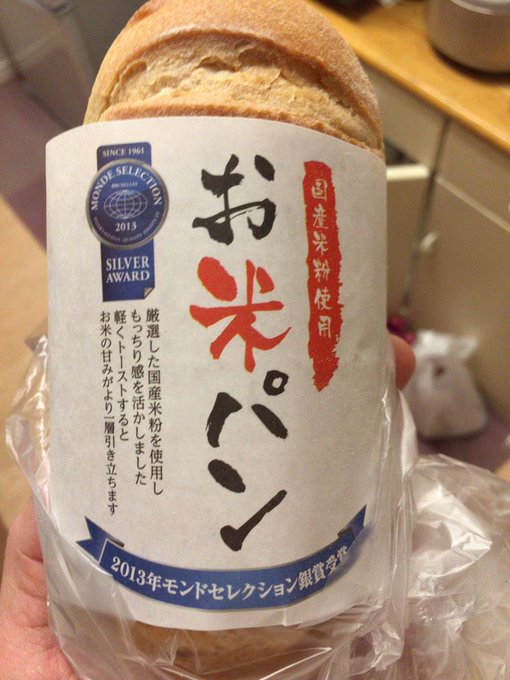 国産米粉使用
お米パン
SINCE 1961
MONDE SELECTION
BRUXELLES
2013
INTERNATIONAL QUALITY INSTITUTE
SILVER
AWARD
厳選した国産米粉を使用し
もっちり感を活かしました
軽くトーストすると
お米の甘みがより一層引き立ちます
2013年モンドセレクション銀賞受賞